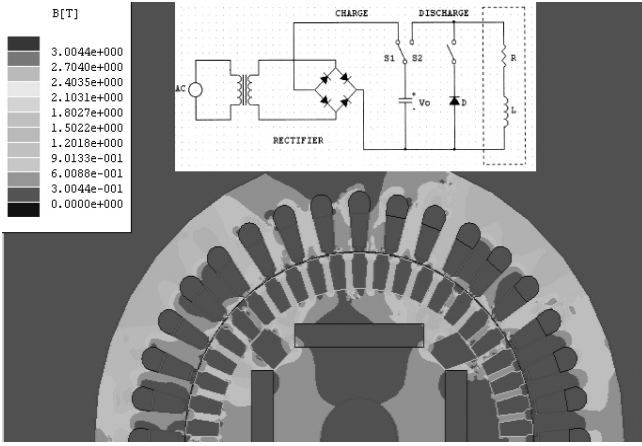 B[T]
3.0044e+000
2.7040e+000
2.4035e+000
2.1031e+000
1.8027e+000
1.5022e+000
1.2018e+000
9.0133e-001
6.0088e-001
3.0044e-001
0.0000e+000
CHARGE DISCHARGE
S1 S2 R
AC
+
Vo D L
-
RECTIFIER